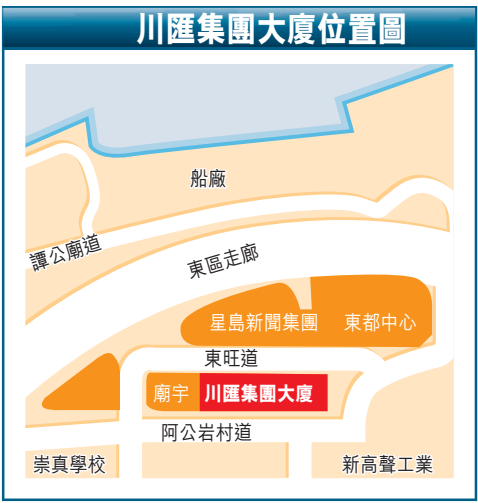 川匯集團大廈位置圖
船廠
譚公廟道
東區走廊
星島新聞集團
東都中心
東旺道
廟宇
川匯集團大廈
阿公岩村道
崇真學校
新高聲工業